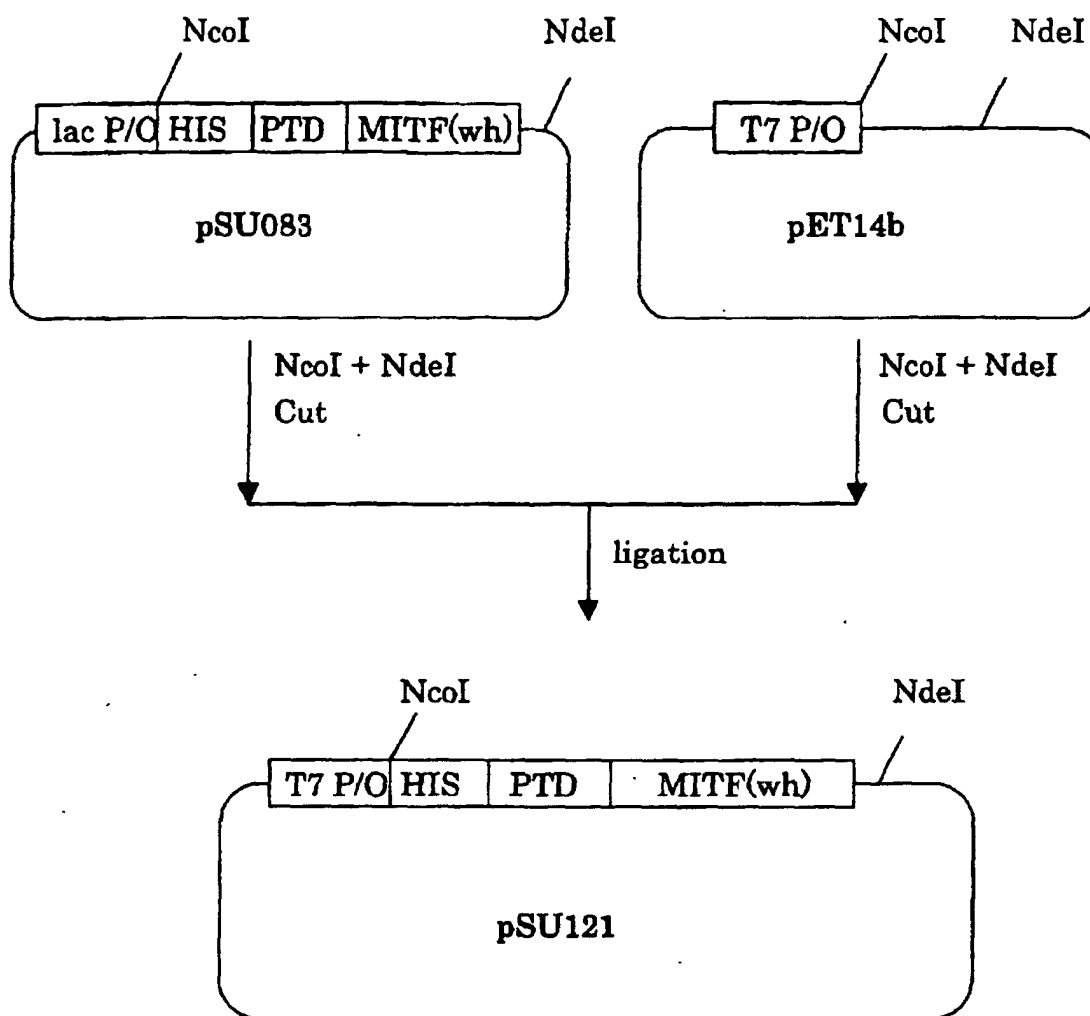 NcoI
NdeI
NcoI
NdeI
lac P/O HIS PTD MITF(wh)
T7 P/O
pSU083
pET14b
NcoI + NdeI
Cut
NcoI + NdeI
Cut
ligation
NcoI
NdeI
T7 P/O HIS PTD MITF(wh)
pSU121